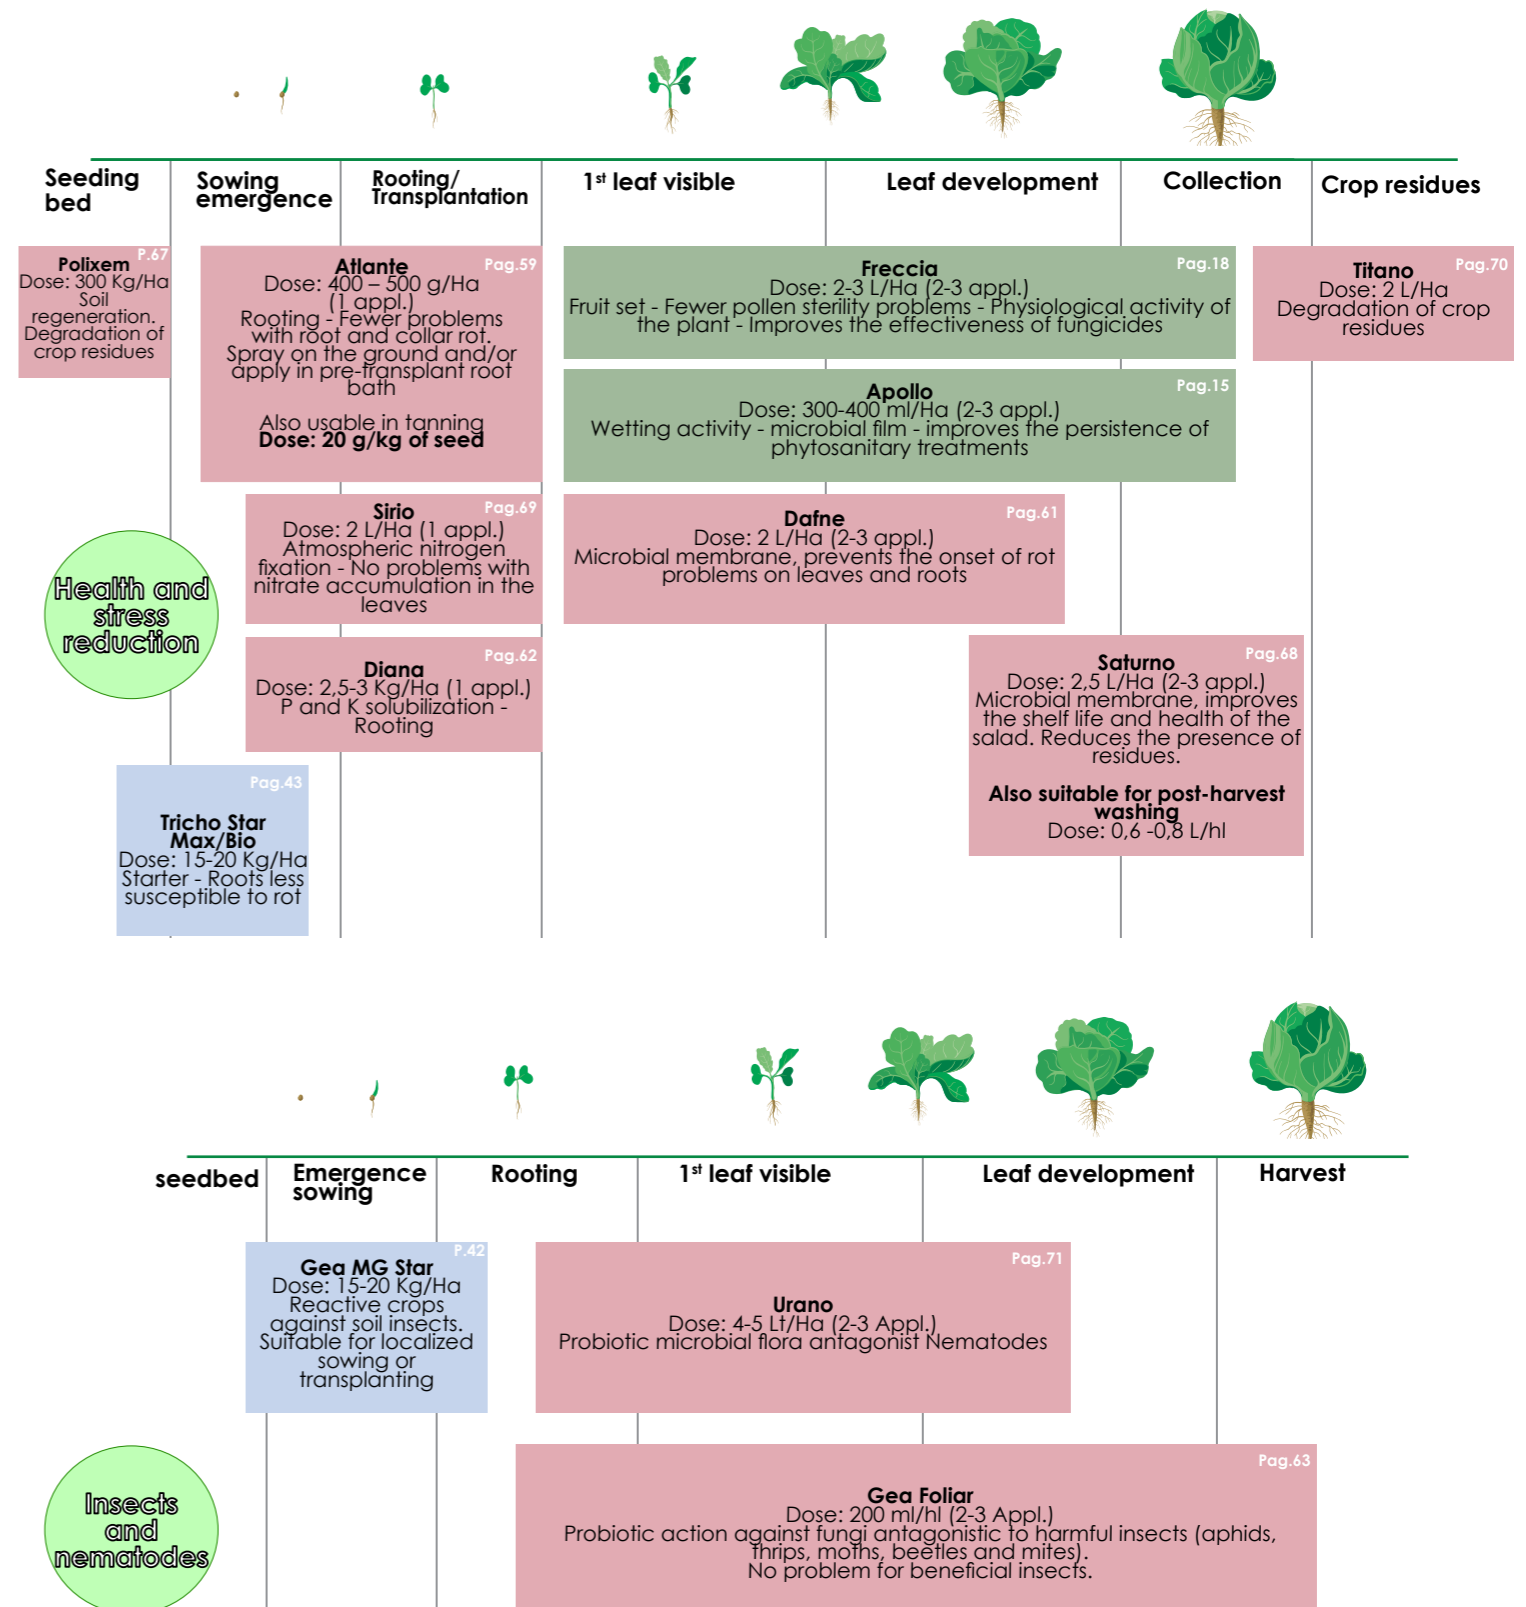 Seeding
bed
Sowing
emergence
Rooting/
Transplantation
1st leaf visible
Leaf development
Collection
Crop residues
P.67
Polixem
Dose: 300 Kg/Ha
Soil
regeneration.
Degradation of
crop residues
Pag.59
Atlante
Dose: 400 – 500 g/Ha
(1 appl.)
Rooting - Fewer problems
with root and collar rot.
Spray on the ground and/or
apply in pre-transplant root
bath
Also usable in tanning
Dose: 20 g/kg of seed
Pag.18
Freccia
Dose: 2-3 L/Ha (2-3 appl.)
Fruit set - Fewer pollen sterility problems - Physiological activity of
the plant - Improves the effectiveness of fungicides
Pag.70
Titano
Dose: 2 L/Ha
Degradation of crop
residues
Pag.15
Apollo
Dose: 300-400 ml/Ha (2-3 appl.)
Wetting activity - microbial film - improves the persistence of
phytosanitary treatments
Pag.69
Sirio
Dose: 2 L/Ha (1 appl.)
Atmospheric nitrogen
fixation - No problems with
nitrate accumulation in the
leaves
Pag.61
Dafne
Dose: 2 L/Ha (2-3 appl.)
Microbial membrane, prevents the onset of rot
problems on leaves and roots
Health and
stress
reduction
Pag.62
Diana
Dose: 2,5-3 Kg/Ha (1 appl.)
P and K solubilization -
Rooting
Pag.68
Saturno
Dose: 2,5 L/Ha (2-3 appl.)
Microbial membrane, improves
the shelf life and health of the
salad. Reduces the presence of
residues.
Also suitable for post-harvest
washing
Dose: 0,6 -0,8 L/hl
Pag.43
Tricho Star
Max/Bio
Dose: 15-20 Kg/Ha
Starter - Roots less
susceptible to rot
seedbed
Emergence
sowing
Rooting
1st leaf visible
Leaf development
Harvest
P.42
Gea MG Star
Dose: 15-20 Kg/Ha
Reactive crops
against soil insects.
Suitable for localized
sowing or
transplanting
Pag.71
Urano
Dose: 4-5 Lt/Ha (2-3 Appl.)
Probiotic microbial flora antagonist Nematodes
Insects
and
nematodes
Pag.63
Gea Foliar
Dose: 200 ml/hl (2-3 Appl.)
Probiotic action against fungi antagonistic to harmful insects (aphids,
thrips, moths, beetles and mites).
No problem for beneficial insects.